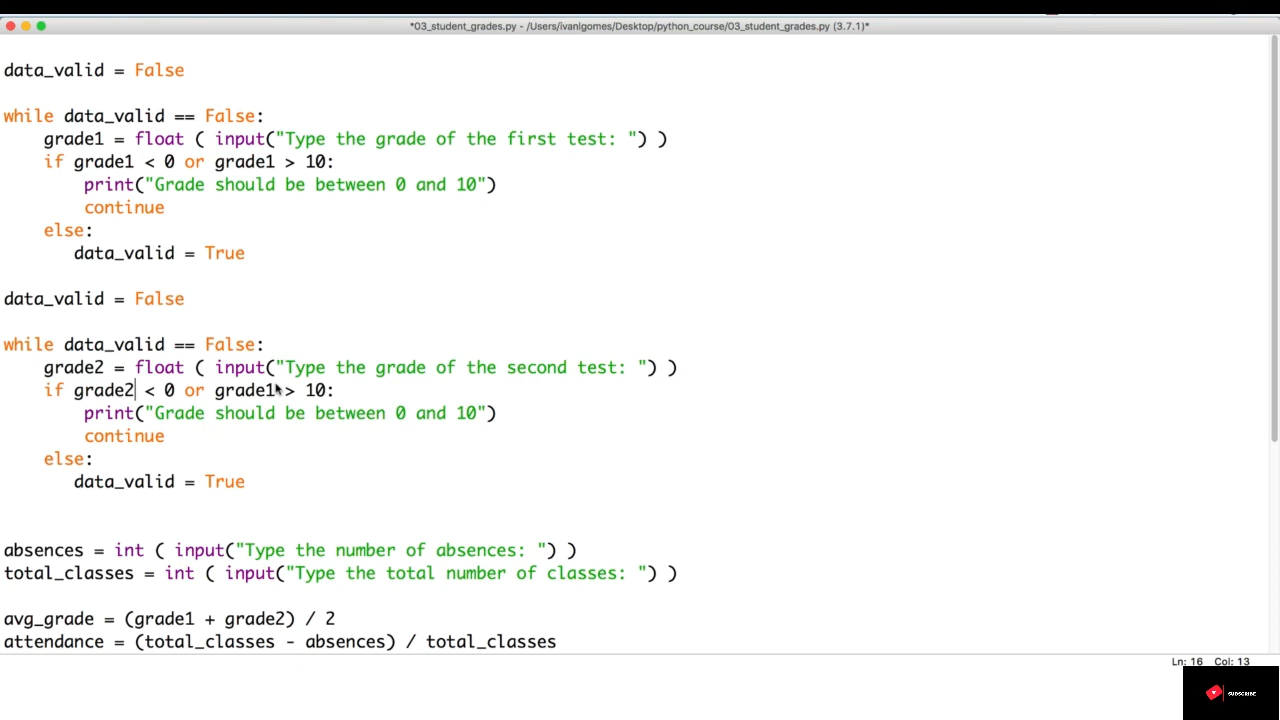 *03_student_grades.py - /Users/ivanlgomes/Desktop/python_course/03_student_grades.py (3.7.1)*
data_valid = False
while data_valid == False:
    grade1 = float ( input("Type the grade of the first test: ") )
    if grade1 < 0 or grade1 > 10:
        print("Grade should be between 0 and 10")
        continue
    else:
       data_valid = True
data_valid = False
while data_valid == False:
    grade2 = float ( input("Type the grade of the second test: ") )
    if grade2 < 0 or grade1 > 10:
        print("Grade should be between 0 and 10")
        continue
    else:
       data_valid = True
absences = int ( input("Type the number of absences: ") )
total_classes = int ( input("Type the total number of classes: ") )
avg_grade = (grade1 + grade2) / 2
attendance = (total_classes - absences) / total_classes
Ln: 16 Col: 13
SUBSCRIBE